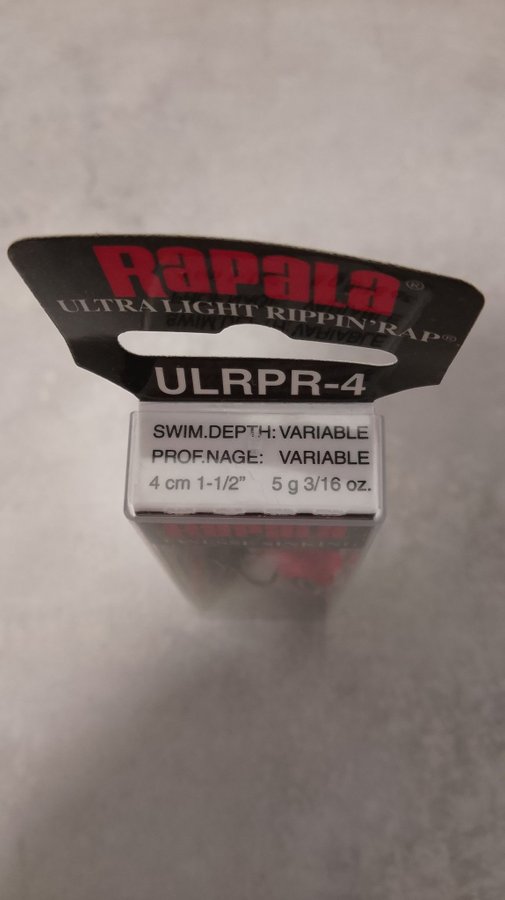 Rapala®
ULTRA LIGHT RIPPIN' RAP®
ULRPR-4
SWIM.DEPTH: VARIABLE
PROF.NAGE: VARIABLE
4 cm 1-1/2" 5 g 3/16 oz.
Rapala